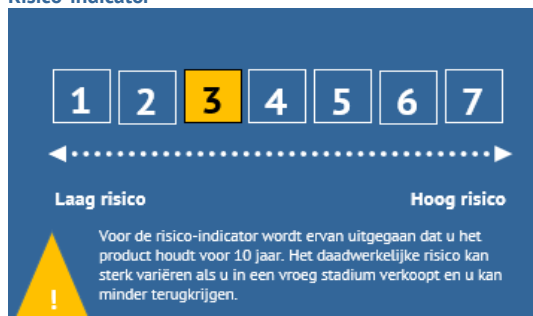 Risico-indicator
1 2 3 4 5 6 7
Laag risico Hoog risico
Voor de risico-indicator wordt ervan uitgegaan dat u het
product houdt voor 10 jaar. Het daadwerkelijke risico kan
sterk variëren als u in een vroeg stadium verkoopt en u kan
minder terugkrijgen.
!